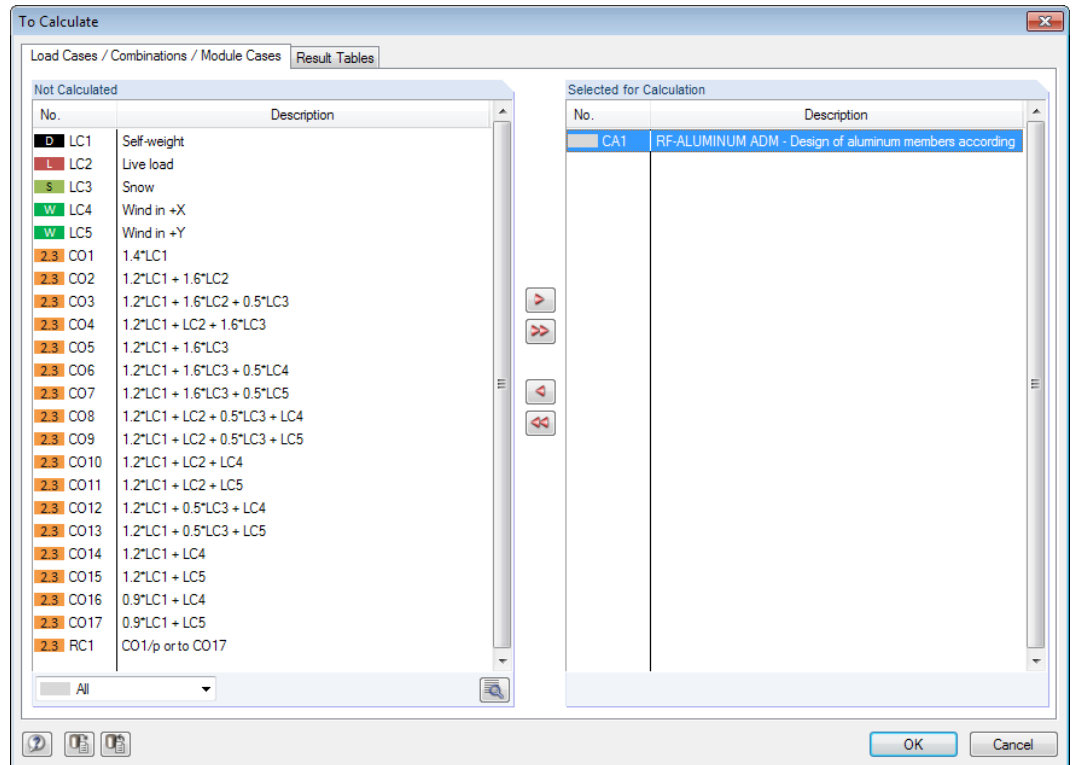 To Calculate
Load Cases / Combinations / Module Cases Result Tables
Not Calculated Selected for Calculation
No. Description No. Description
D LC1 Self-weight CA1 RF-ALUMINUM ADM - Design of aluminum members according
L LC2 Live load
S LC3 Snow
W LC4 Wind in +X
W LC5 Wind in +Y
2.3 CO1 1.4*LC1
2.3 CO2 1.2*LC1 + 1.6*LC2
2.3 CO3 1.2*LC1 + 1.6*LC2 + 0.5*LC3
2.3 CO4 1.2*LC1 + LC2 + 1.6*LC3
2.3 CO5 1.2*LC1 + 1.6*LC3
2.3 CO6 1.2*LC1 + 1.6*LC3 + 0.5*LC4
2.3 CO7 1.2*LC1 + 1.6*LC3 + 0.5*LC5
2.3 CO8 1.2*LC1 + LC2 + 0.5*LC3 + LC4
2.3 CO9 1.2*LC1 + LC2 + 0.5*LC3 + LC5
2.3 CO10 1.2*LC1 + LC2 + LC4
2.3 CO11 1.2*LC1 + LC2 + LC5
2.3 CO12 1.2*LC1 + 0.5*LC3 + LC4
2.3 CO13 1.2*LC1 + 0.5*LC3 + LC5
2.3 CO14 1.2*LC1 + LC4
2.3 CO15 1.2*LC1 + LC5
2.3 CO16 0.9*LC1 + LC4
2.3 CO17 0.9*LC1 + LC5
2.3 RC1 CO1/p or to CO17
All
OK Cancel